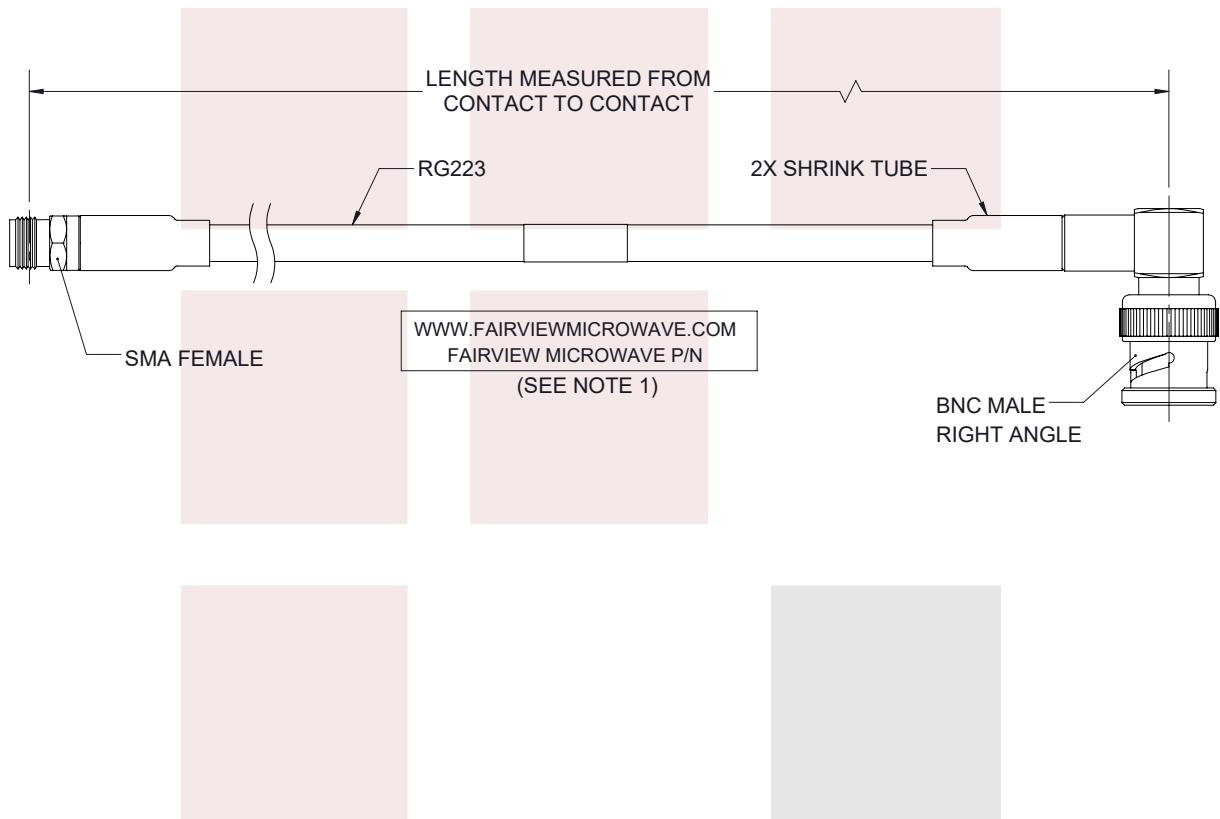 LENGTH MEASURED FROM
CONTACT TO CONTACT
RG223
2X SHRINK TUBE
SMA FEMALE
WWW.FAIRVIEWMICROWAVE.COM
FAIRVIEW MICROWAVE P/N
(SEE NOTE 1)
BNC MALE
RIGHT ANGLE